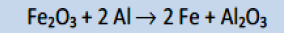 Fe₂O₃ + 2 Al → 2 Fe + Al₂O₃